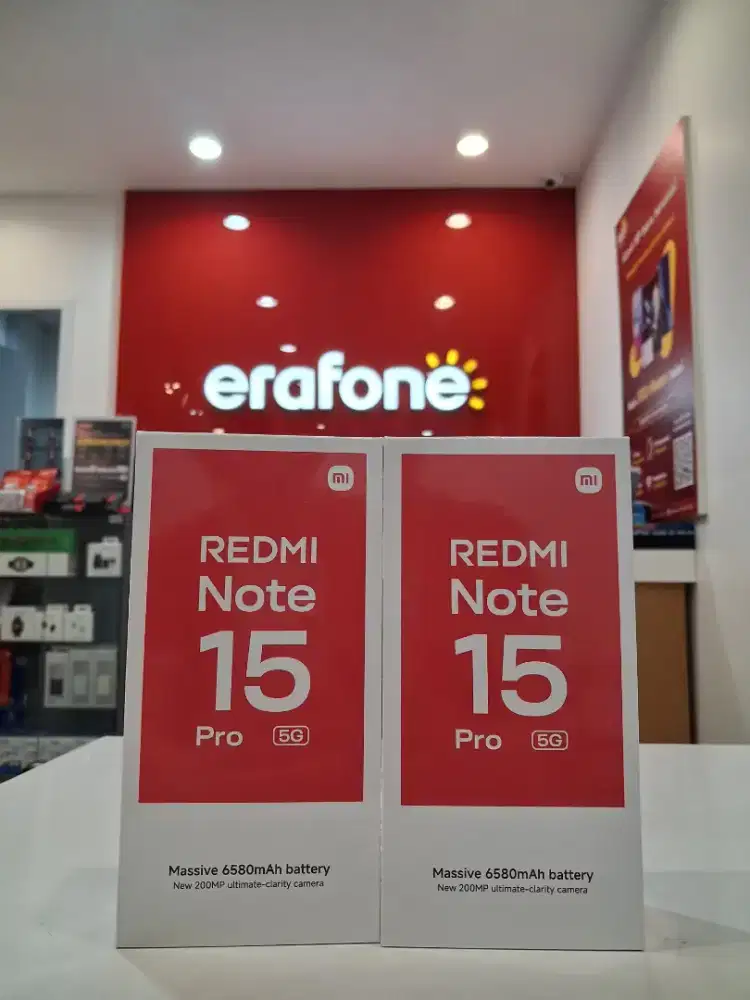 erafone
mi
REDMI
Note
15
Pro 5G
Massive 6580mAh battery
New 200MP ultimate-clarity camera
mi
REDMI
Note
15
Pro 5G
Massive 6580mAh battery
New 200MP ultimate-clarity camera